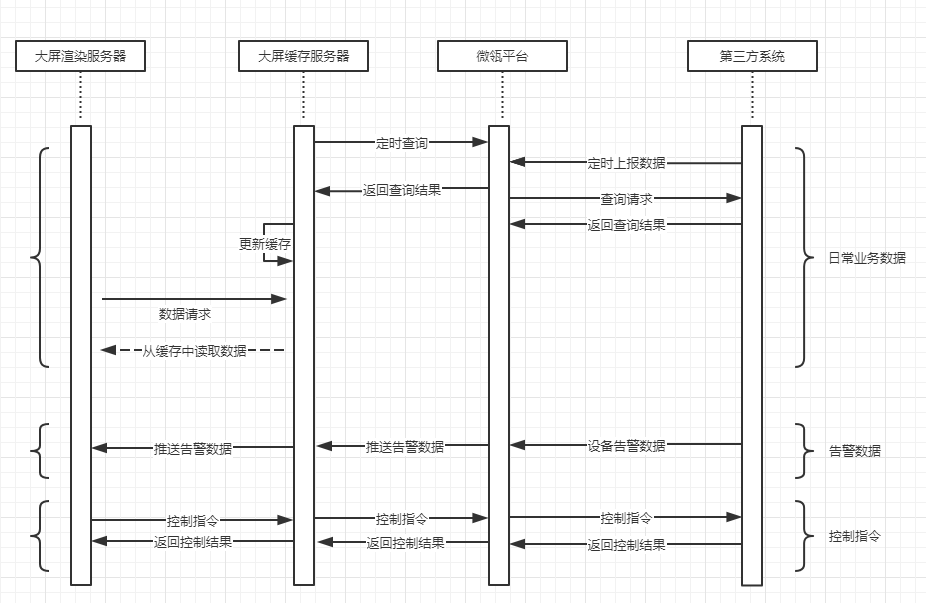 大屏渲染服务器
大屏缓存服务器
微瓴平台
第三方系统
定时查询
定时上报数据
返回查询结果
查询请求
返回查询结果
更新缓存
日常业务数据
数据请求
从缓存中读取数据
推送告警数据
推送告警数据
设备告警数据
告警数据
控制指令
控制指令
控制指令
控制指令
返回控制结果
返回控制结果
返回控制结果